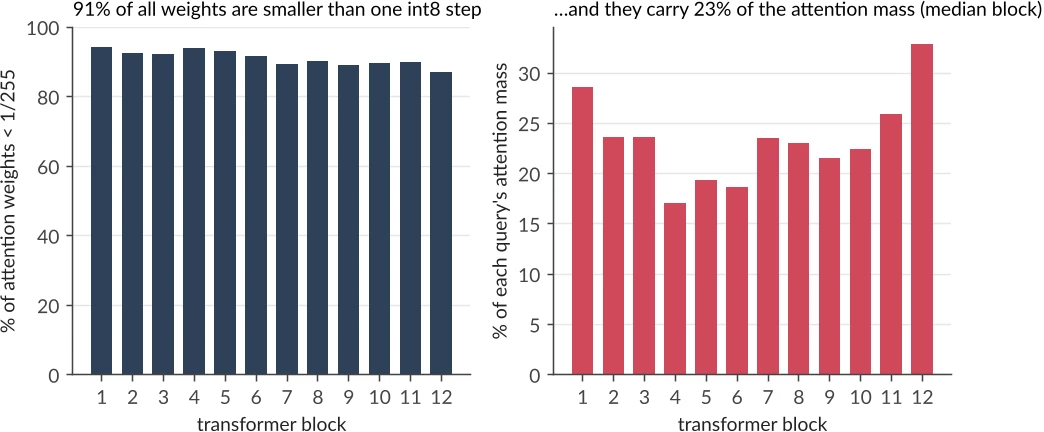 91% of all weights are smaller than one int8 step
% of attention weights < 1/255
100
80
60
40
20
0
1 2 3 4 5 6 7 8 9 10 11 12
transformer block
...and they carry 23% of the attention mass (median block)
% of each query's attention mass
30
25
20
15
10
5
0
1 2 3 4 5 6 7 8 9 10 11 12
transformer block